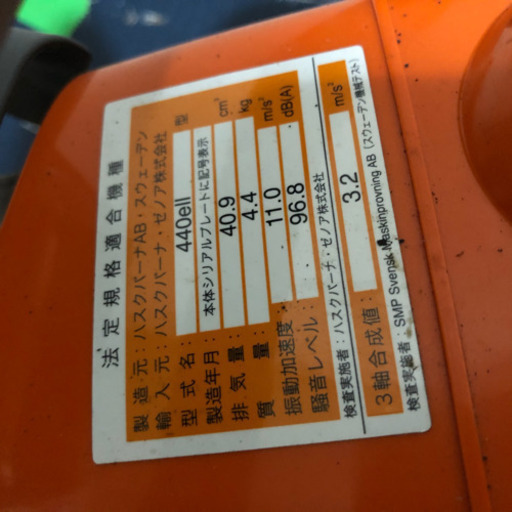 法定規格適合機種
製造元:ハスクバーナAB・スウェーデン
輸入元:ハスクバーナ・ゼノア株式会社
型式名: 440eII 型
製造年月: 本体シリアルプレートに記号表示
排気量: 40.9 cm³
質量: 4.4 kg
振動加速度: 11.0 m/s²
騒音レベル: 96.8 dB(A)
検査実施者:ハスクバーナ・ゼノア株式会社
3軸合成値: 3.2 m/s²
検査実施者:SMP Svensk Maskinprovning AB (スウェーデン機械テスト)